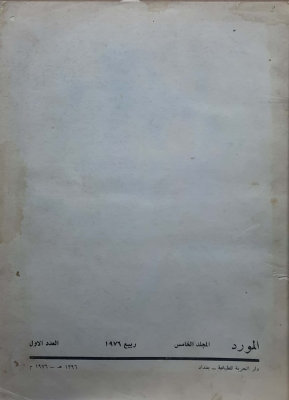 المورد المجلد الخامس ربيع ١٩٧٦ العدد الاول
دار الحرية للطباعة – بغداد ١٣٩٦ هـ – ١٩٧٦ م